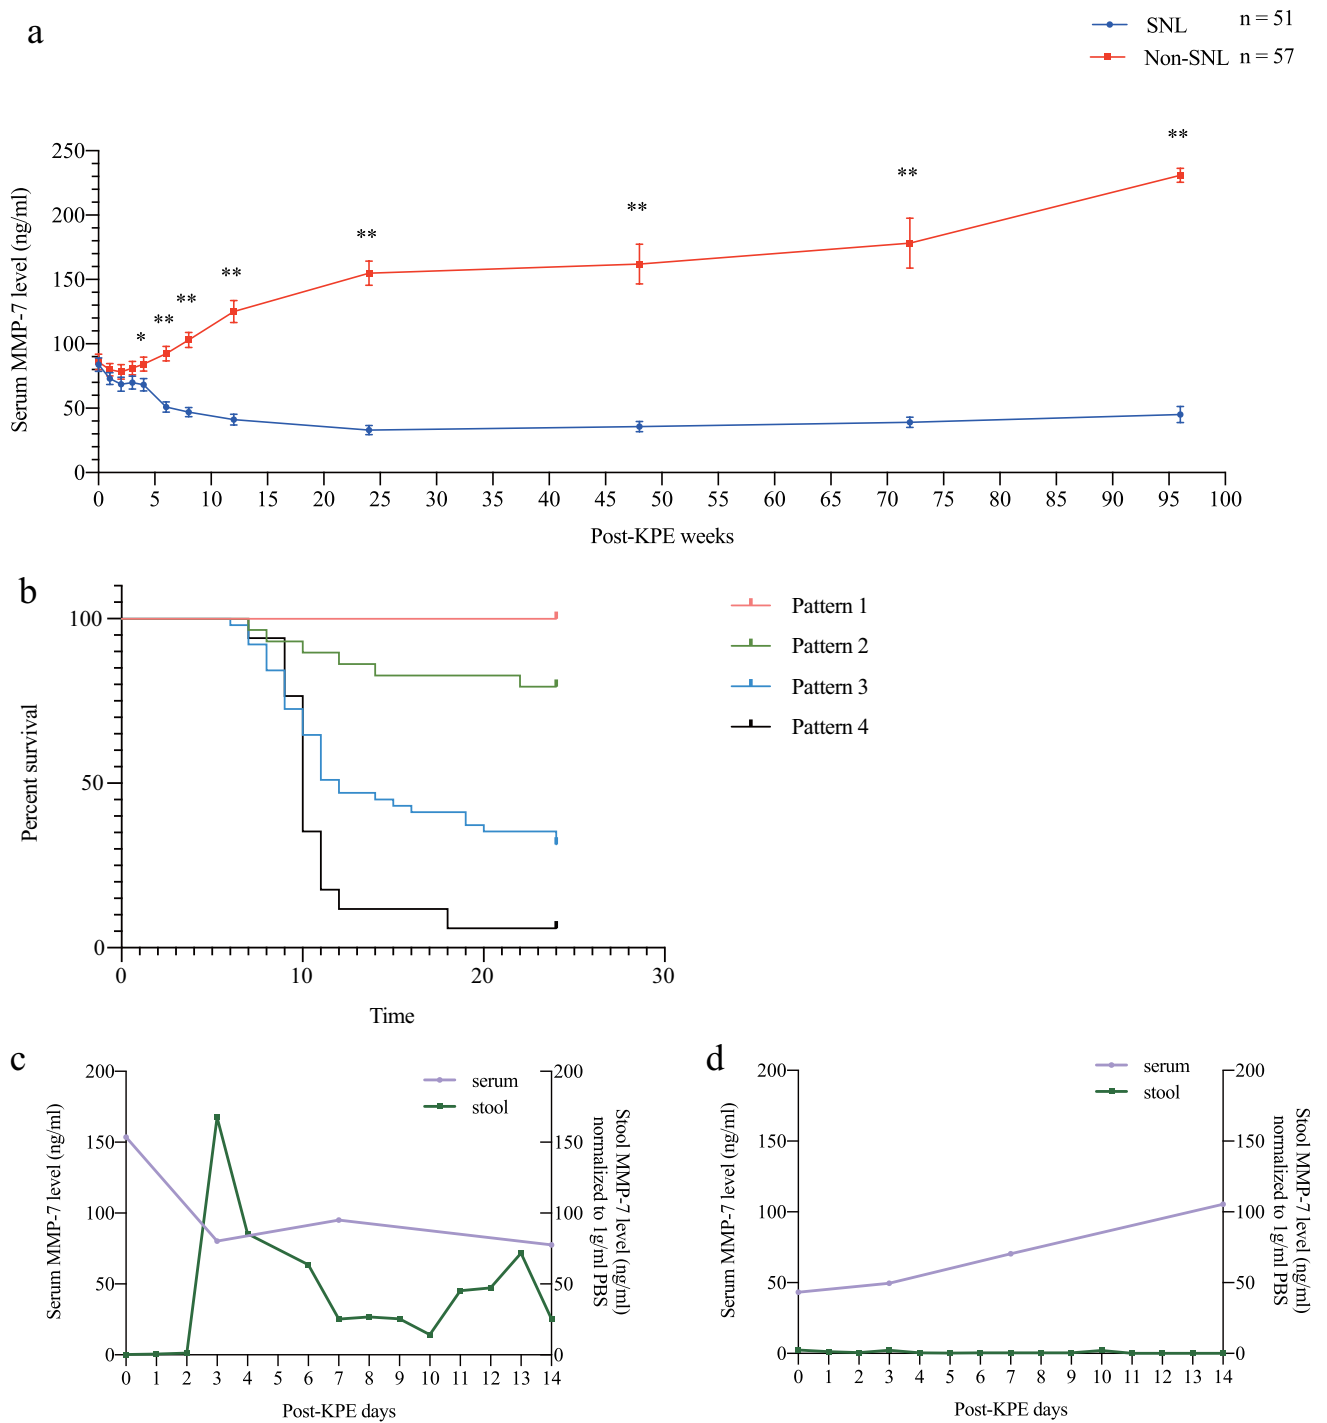 a
SNL n = 51
Non-SNL n = 57
** 
** 
** 
** 
** 
** 
** 
*
250
200
150
100
50
0
Serum MMP-7 level (ng/ml)
0 5 10 15 20 25 30 35 40 45 50 55 60 65 70 75 80 85 90 95 100
Post-KPE weeks
b
Pattern 1
Pattern 2
Pattern 3
Pattern 4
100
50
0
Percent survival
0 10 20 30
Time
c
serum
stool
200
150
100
50
0
Serum MMP-7 level (ng/ml)
200
150
100
50
0
Stool MMP-7 level (ng/ml)
normalized to 1g/ml PBS
0 1 2 3 4 5 6 7 8 9 10 11 12 13 14
Post-KPE days
d
serum
stool
200
150
100
50
0
Serum MMP-7 level (ng/ml)
200
150
100
50
0
Stool MMP-7 level (ng/ml)
normalized to 1g/ml PBS
0 1 2 3 4 5 6 7 8 9 10 11 12 13 14
Post-KPE days